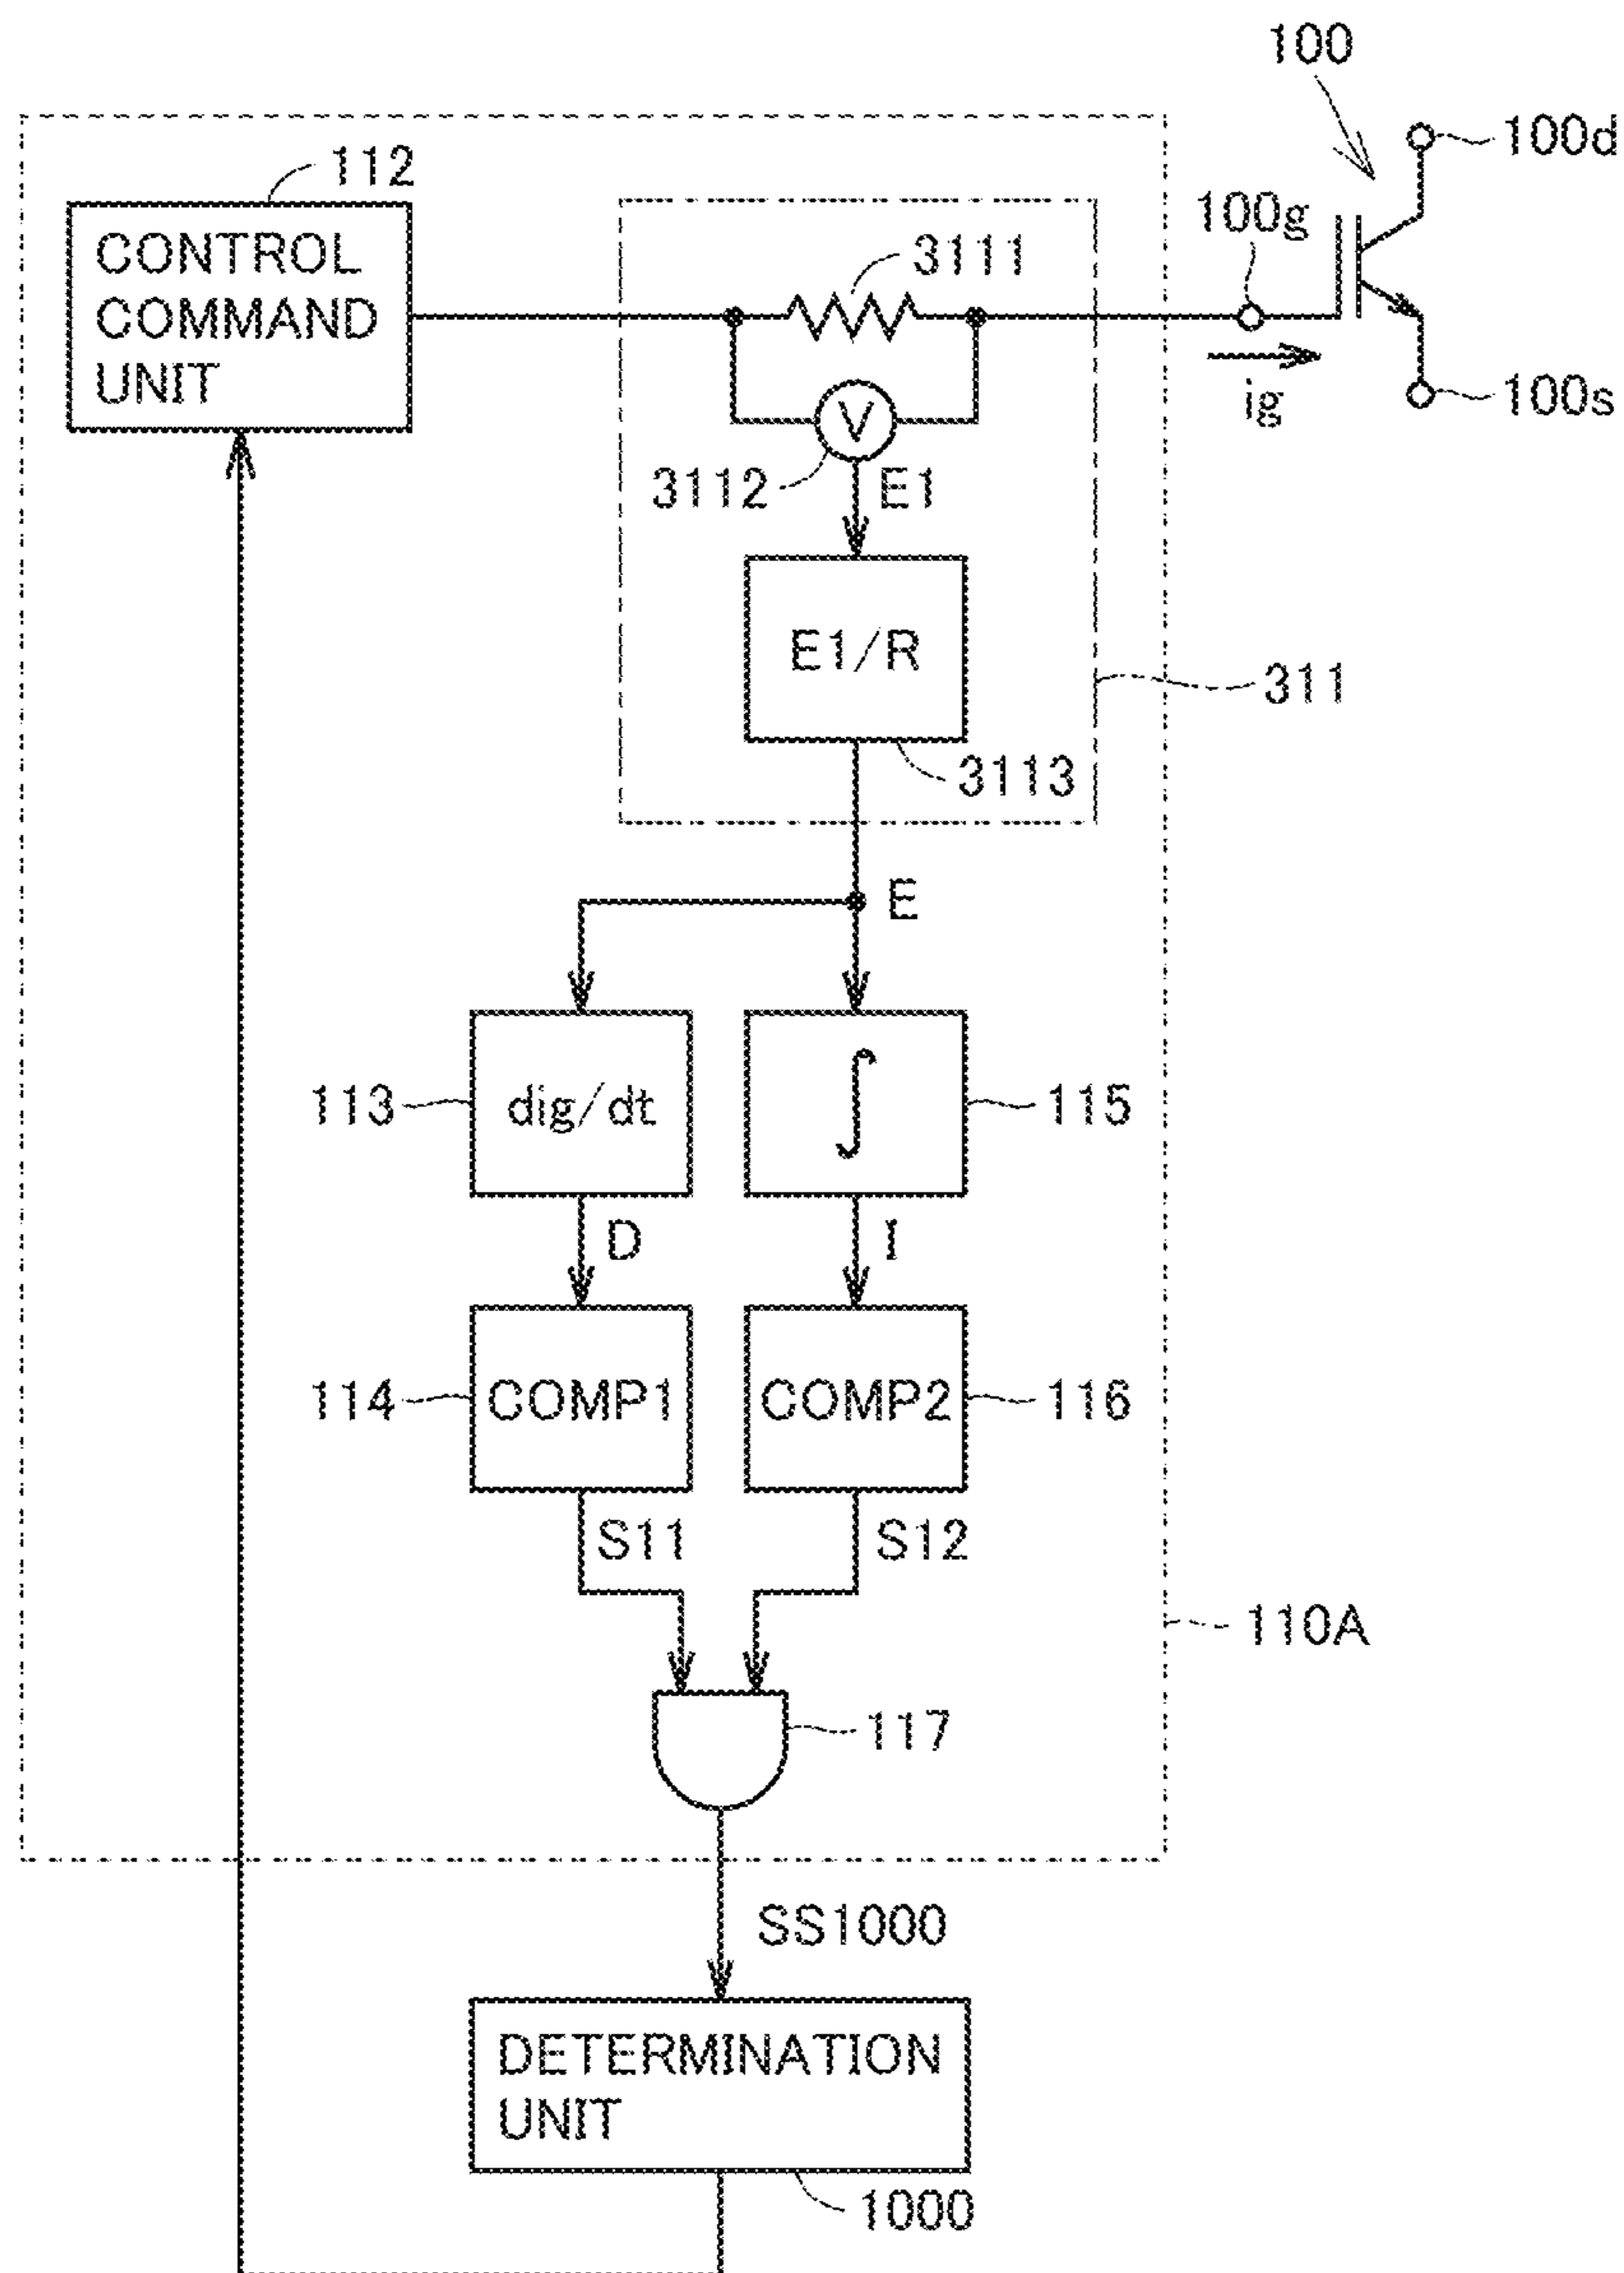 100
100d
112
100g
CONTROL
COMMAND
UNIT
3111
ig
100s
V
3112
E1
E1/R
311
3113
E
113
dig/dt
∫
115
D
I
114
COMP1
COMP2
116
S11
S12
110A
117
SS1000
DETERMINATION
UNIT
1000